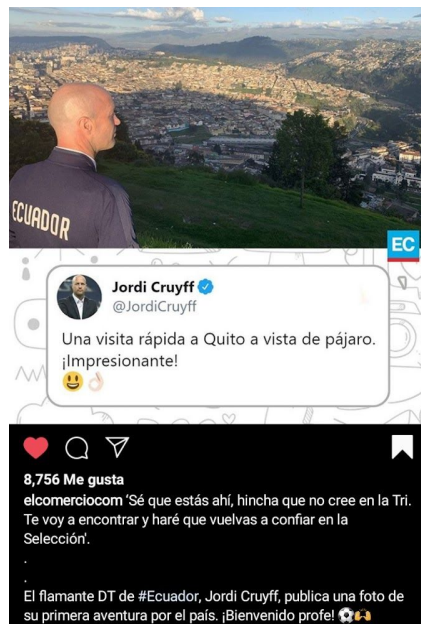 ECUADOR
EC
Jordi Cruyff
@JordiCruyff
Una visita rápida a Quito a vista de pájaro.
¡Impresionante!
😃👌🏻
8,756 Me gusta
elcomerciocom 'Sé que estás ahí, hincha que no cree en la Tri.
Te voy a encontrar y haré que vuelvas a confiar en la
Selección'.
.
.
El flamante DT de #Ecuador, Jordi Cruyff, publica una foto de
su primera aventura por el país. ¡Bienvenido profe! ⚽🙌